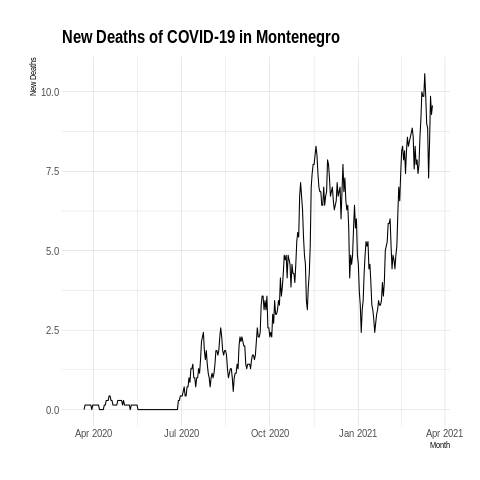 New Deaths of COVID-19 in Montenegro
New Deaths
10.0
7.5
5.0
2.5
0.0
Apr 2020 Jul 2020 Oct 2020 Jan 2021 Apr 2021
Month